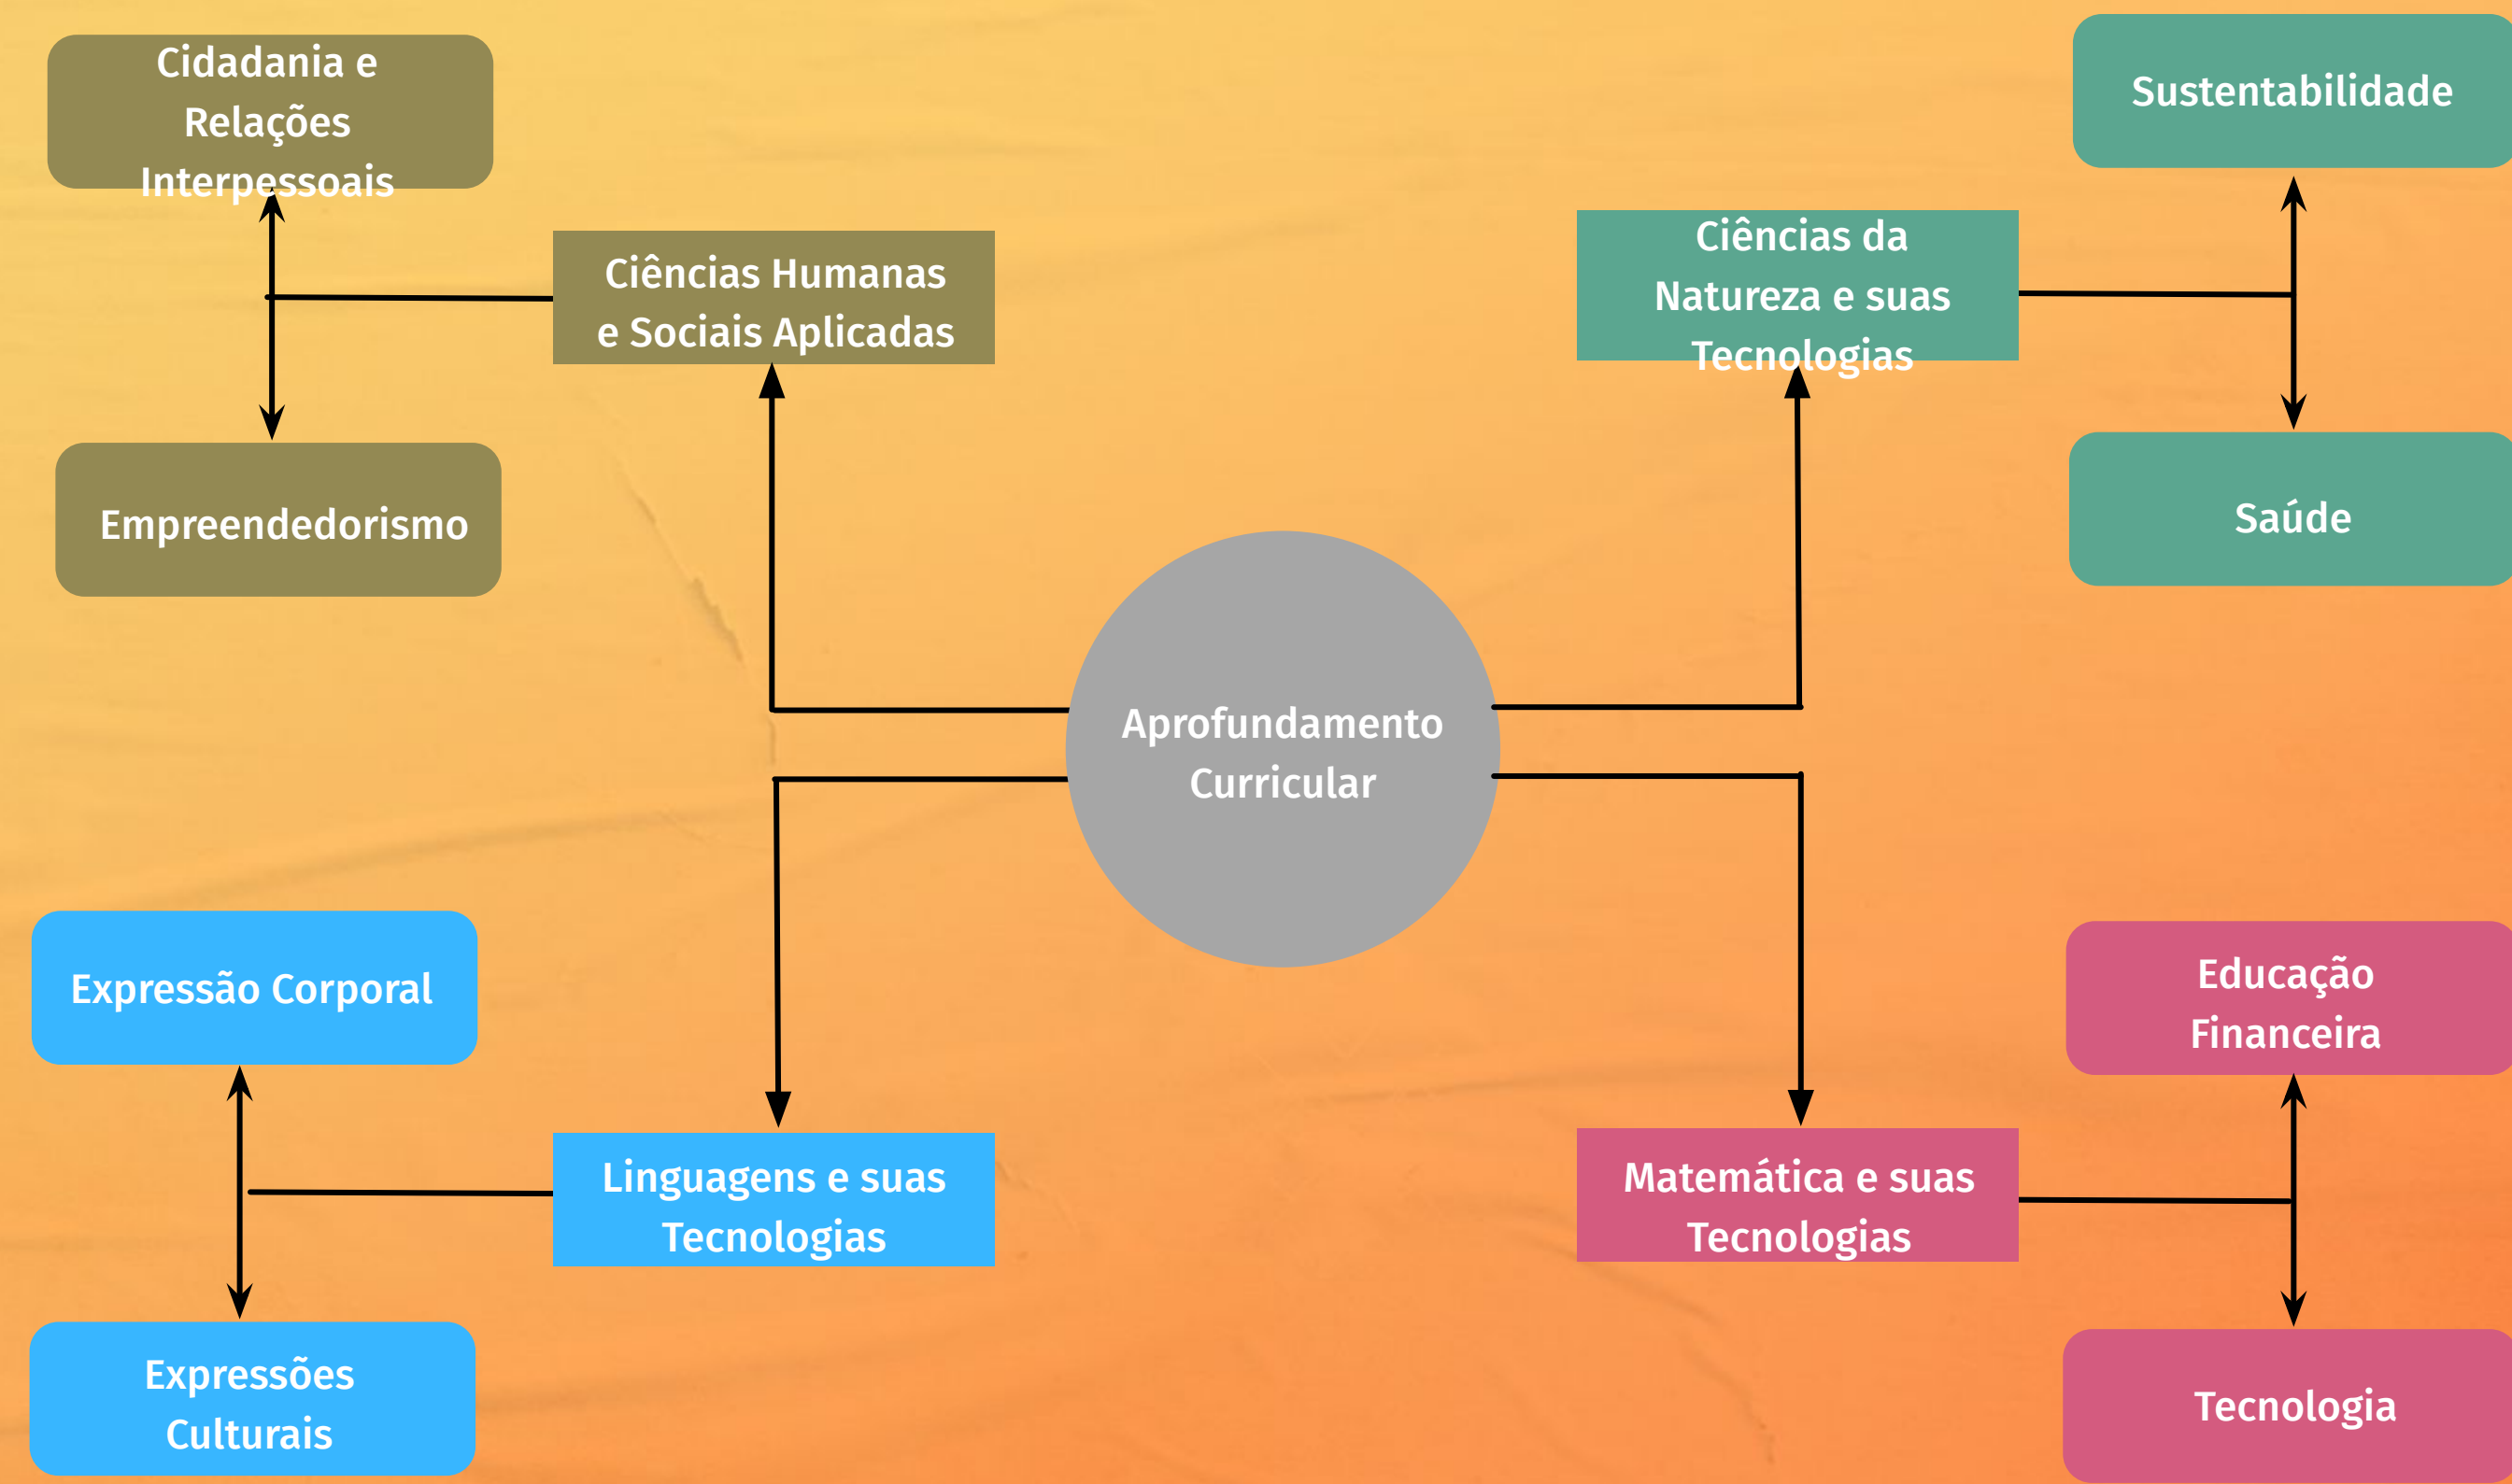 Cidadania e
Relações
Interpessoais
Ciências Humanas
e Sociais Aplicadas
Empreendedorismo
Sustentabilidade
Ciências da
Natureza e suas
Tecnologias
Saúde
Aprofundamento
Curricular
Expressão Corporal
Linguagens e suas
Tecnologias
Expressões
Culturais
Educação
Financeira
Matemática e suas
Tecnologias
Tecnologia